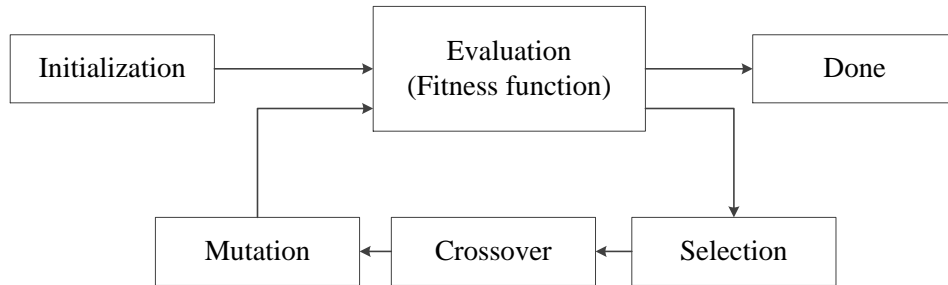 Initialization
Evaluation
(Fitness function)
Done
Mutation
Crossover
Selection